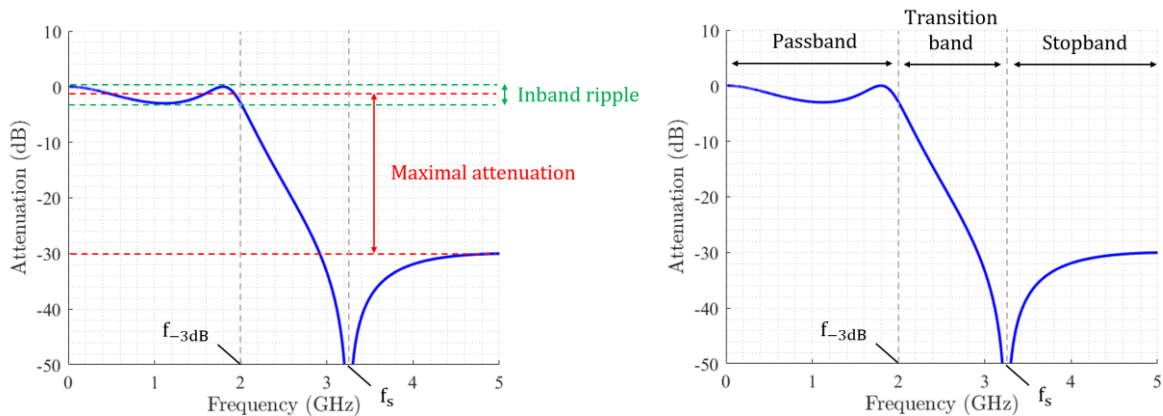 10
0
-10
-20
-30
-40
-50
Attenuation (dB)
Inband ripple
Maximal attenuation
f−3dB
fs
0 1 2 3 4 5
Frequency (GHz)
Transition
Passband band Stopband
10
0
-10
-20
-30
-40
-50
Attenuation (dB)
f−3dB
fs
0 1 2 3 4 5
Frequency (GHz)